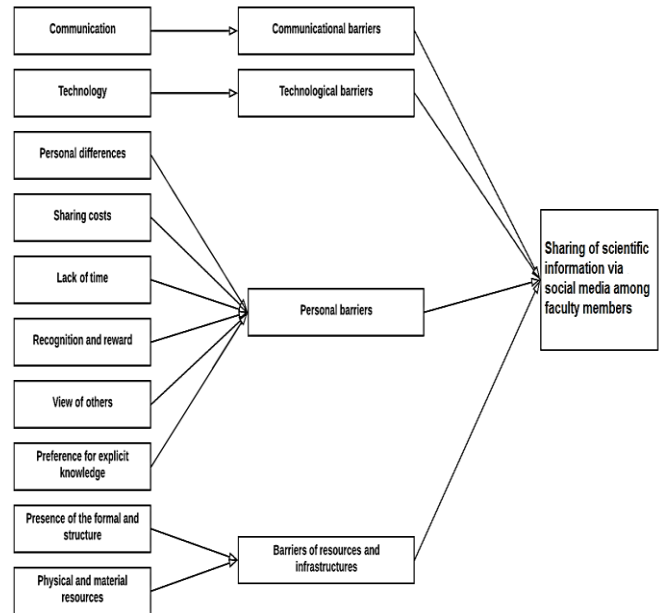 Communication
Communicational barriers
Technology
Technological barriers
Personal differences
Sharing costs
Lack of time
Recognition and reward
View of others
Preference for explicit
knowledge
Personal barriers
Presence of the formal and
structure
Physical and material
resources
Barriers of resources and
infrastructures
Sharing of scientific
information via
social media among
faculty members